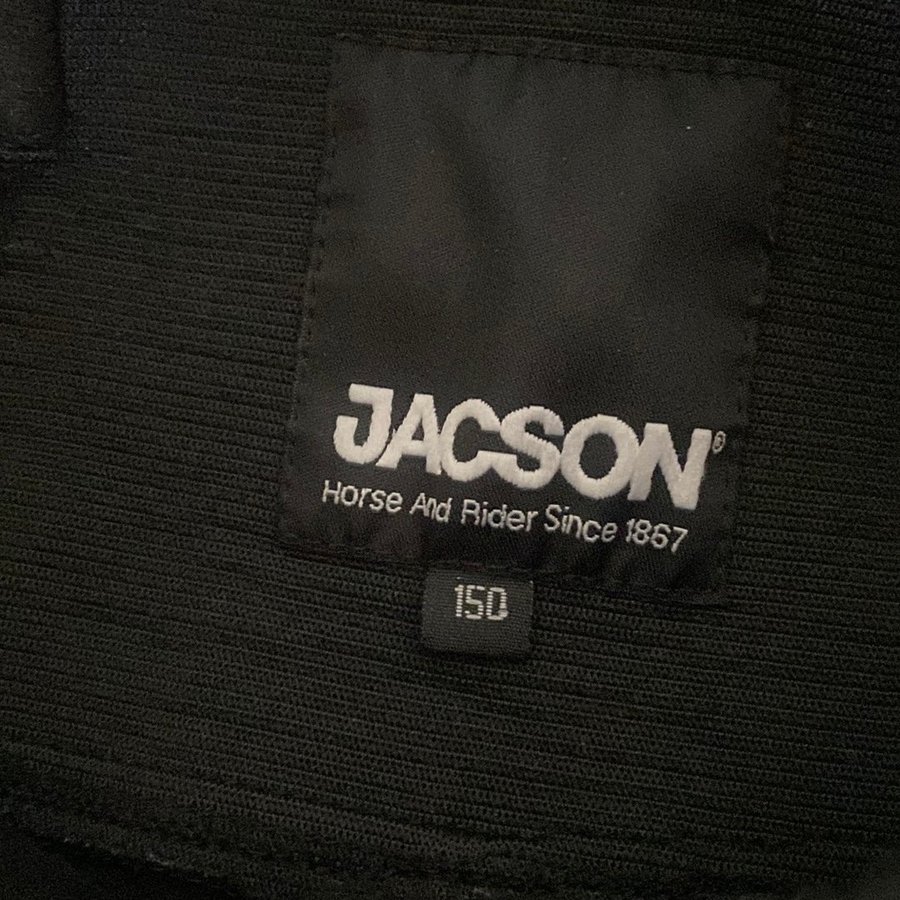 JACSON®
Horse And Rider Since 1867
150